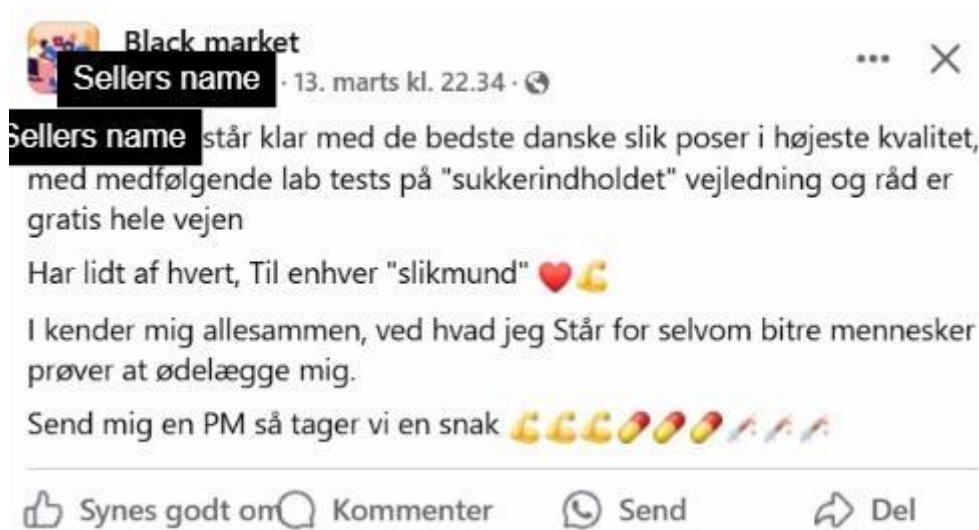 Black market
Sellers name · 13. marts kl. 22.34 ·
Sellers name står klar med de bedste danske slik poser i højeste kvalitet,
med medfølgende lab tests på "sukkerindholdet" vejledning og råd er
gratis hele vejen
Har lidt af hvert, Til enhver "slikmund" ❤️💪
I kender mig allesammen, ved hvad jeg Står for selvom bitre mennesker
prøver at ødelægge mig.
Send mig en PM så tager vi en snak 💪💪💪💊💊💊💉💉💉
Synes godt om Kommenter Send Del